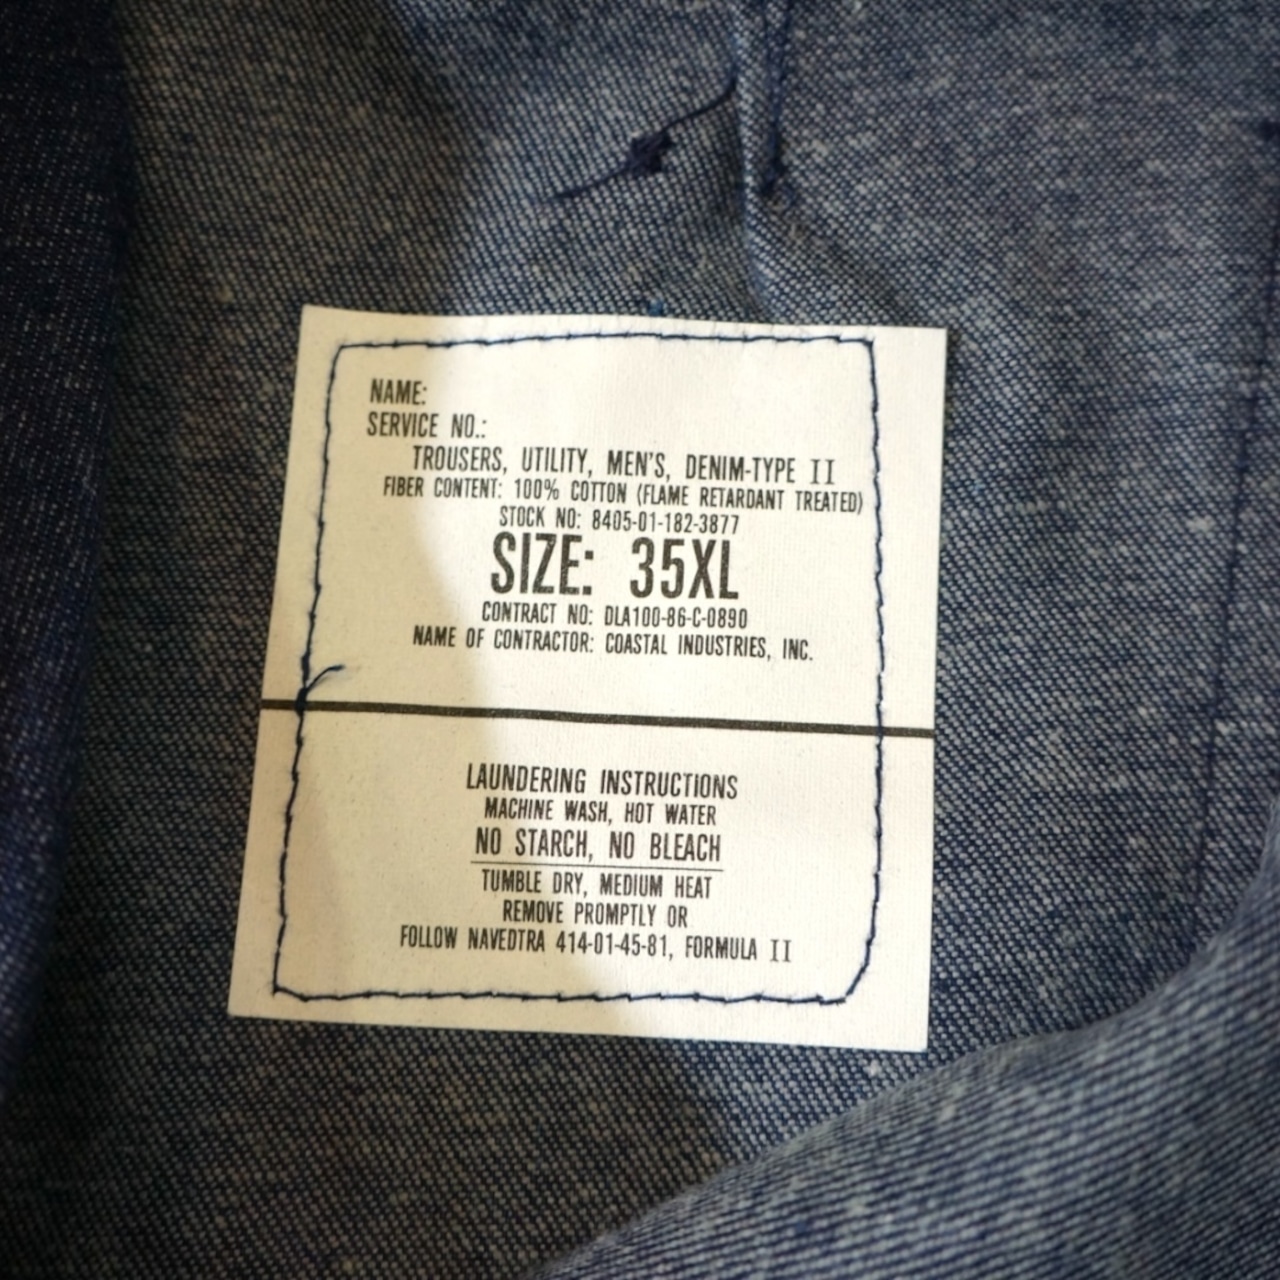 NAME:
SERVICE NO.:
TROUSERS, UTILITY, MEN'S, DENIM-TYPE II
FIBER CONTENT: 100% COTTON (FLAME RETARDANT TREATED)
STOCK NO: 8405-01-182-3877
SIZE: 35XL
CONTRACT NO: DLA100-86-C-0890
NAME OF CONTRACTOR: COASTAL INDUSTRIES, INC.
LAUNDERING INSTRUCTIONS
MACHINE WASH, HOT WATER
NO STARCH, NO BLEACH
TUMBLE DRY, MEDIUM HEAT
REMOVE PROMPTLY OR
FOLLOW NAVEDTRA 414-01-45-81, FORMULA II